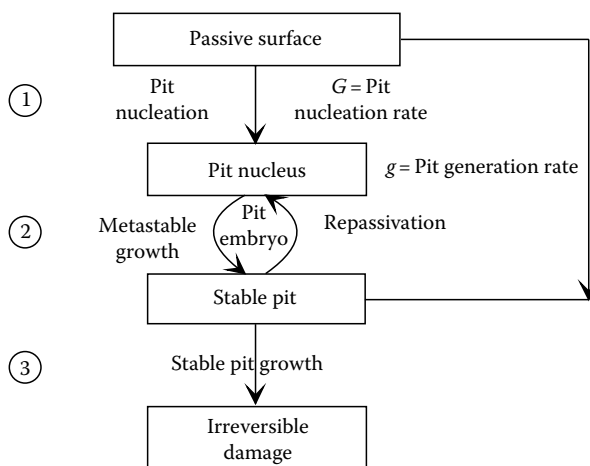 Passive surface
1
Pit
nucleation
G = Pit
nucleation rate
Pit nucleus
g = Pit generation rate
2
Metastable
growth
Pit
embryo
Repassivation
Stable pit
3
Stable pit growth
Irreversible
damage